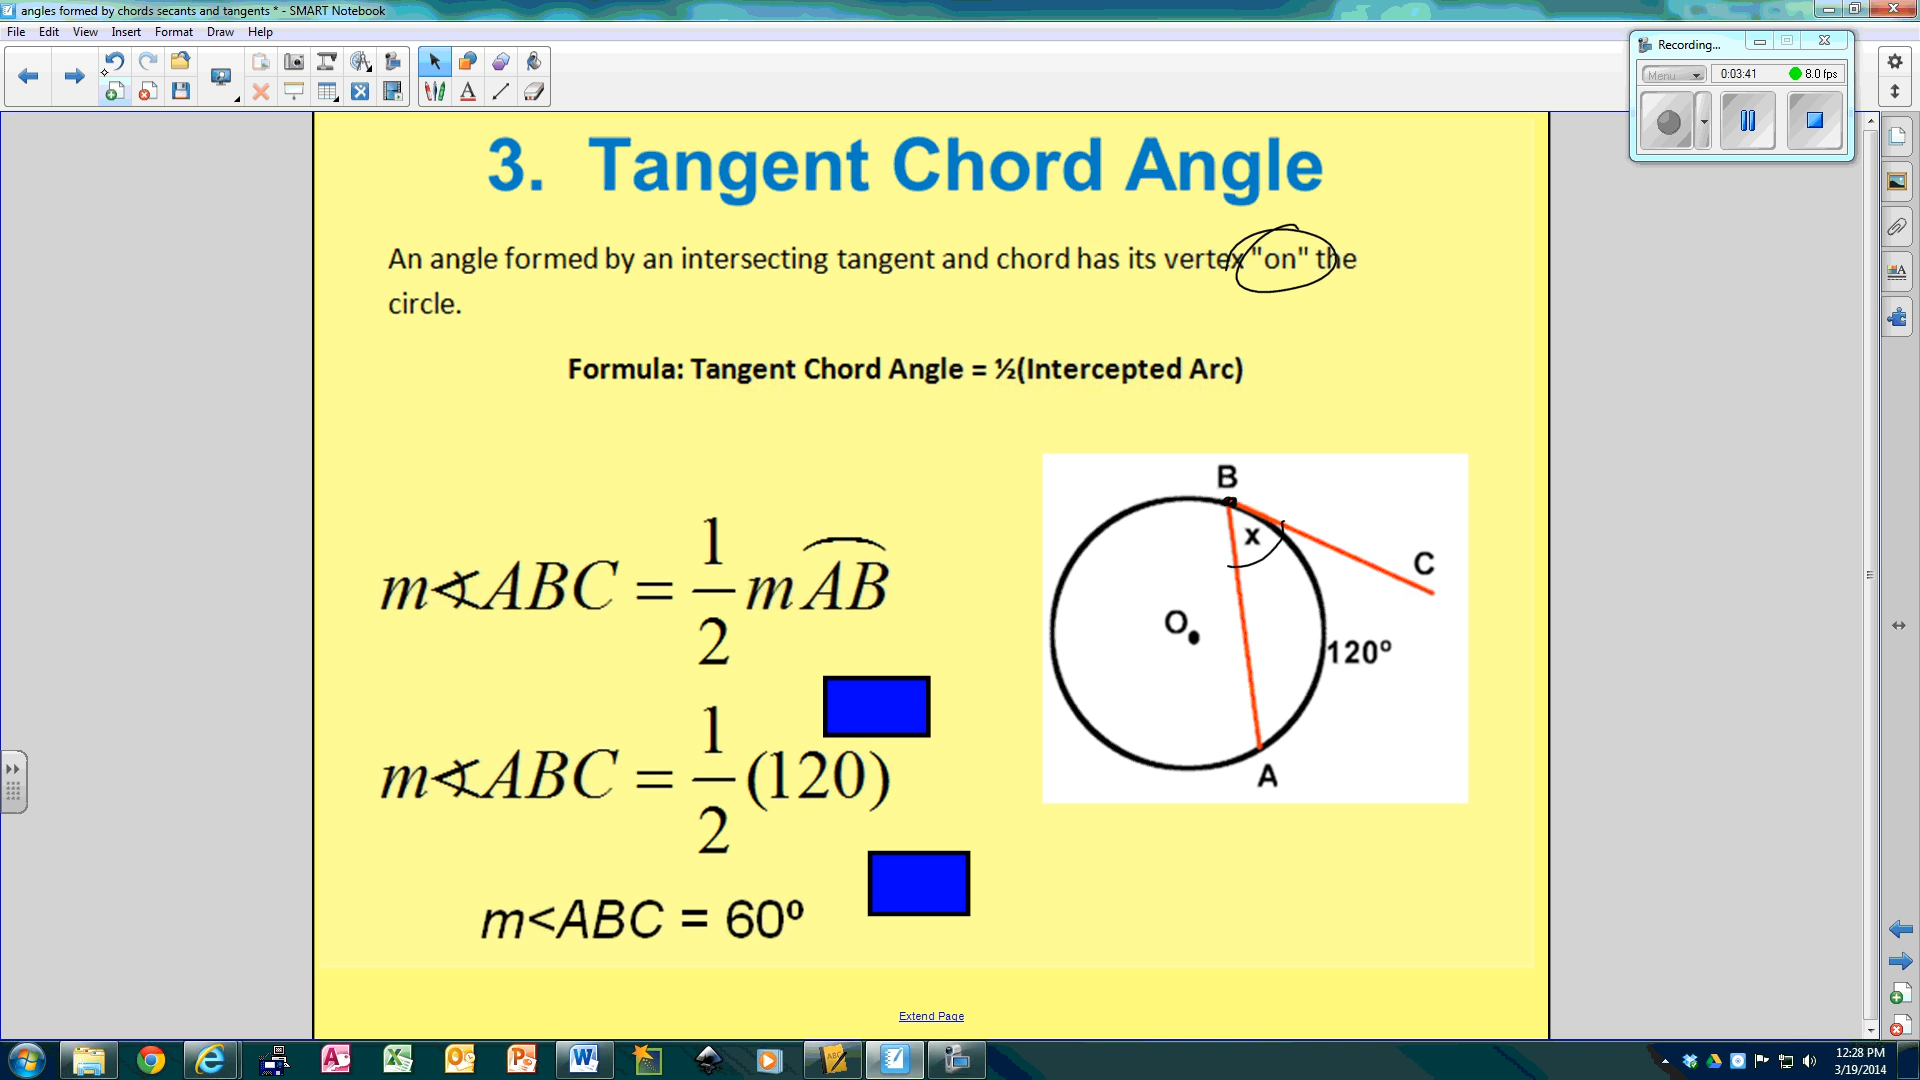 angles formed by chords secants and tangents * - SMART Notebook
File Edit View Insert Format Draw Help
Recording...
Menu 0:03:41 8.0 fps
3. Tangent Chord Angle
An angle formed by an intersecting tangent and chord has its vertex "on" the
circle.
Formula: Tangent Chord Angle = ½(Intercepted Arc)
m∢ABC = 1/2 mAB
m∢ABC = 1/2 (120)
m<ABC = 60º
B
x
C
O
120º
A
Extend Page
12:28 PM
3/19/2014